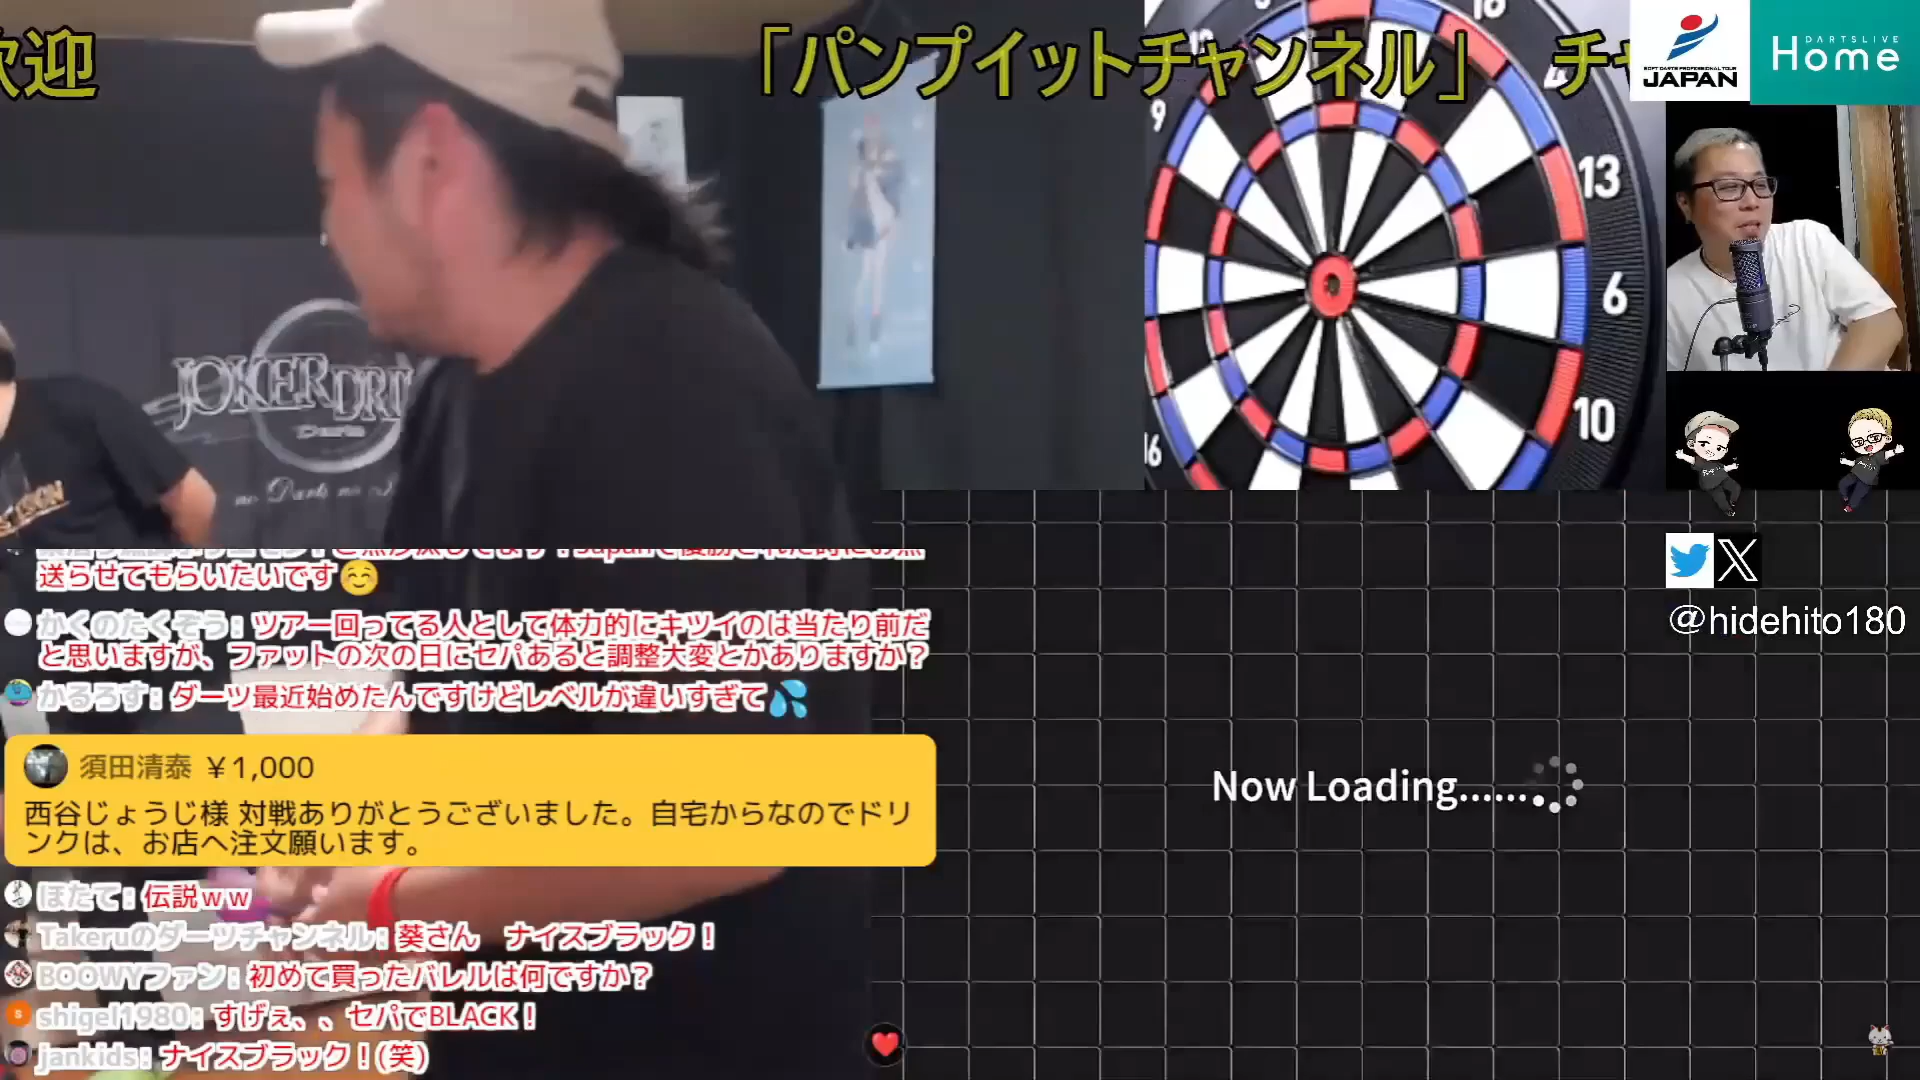 歓迎
「パンプイットチャンネル」 チャ
SOFT DARTS PROFESSIONAL TOUR
JAPAN
DARTSLIVE
Home
9
16
13
6
10
16
JOKER DRI
Darts
no Darts no
送らせてもらいたいです☺️
かくのたくぞう: ツアー回ってる人として体力的にキツイのは当たり前だ
と思いますが、ファットの次の日にセパあると調整大変とかありますか?
かるろす: ダーツ最近始めたんですけどレベルが違いすぎて💦
須田清泰 ￥1,000
西谷じょうじ様 対戦ありがとうございました。自宅からなのでドリ
ンクは、お店へ注文願います。
ほたて: 伝説ｗｗ
Takeruのダーツチャンネル: 葵さん　ナイスブラック！
BOOWYファン: 初めて買ったバレルは何ですか？
shigel1980: すげぇ、、セパでBLACK！
jankids: ナイスブラック！(笑)
Now Loading......
@hidehito180